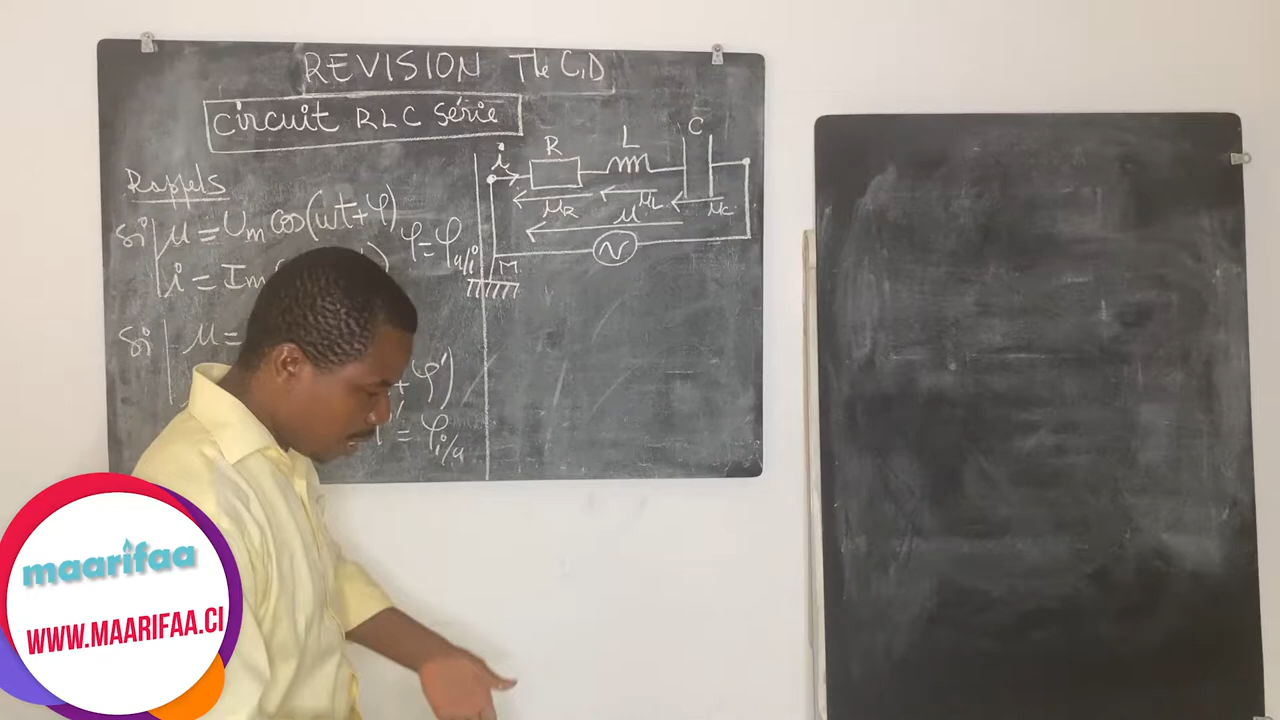 REVISION Tle C,D
Circuit RLC série
Rappels
si u = Um cos(ωt+φ)
i = Im
φ = φu/i
si u =
+ φ')
' = φi/u
i R L C
uR uL uC
u
M
maarifaa
WWW.MAARIFAA.CI